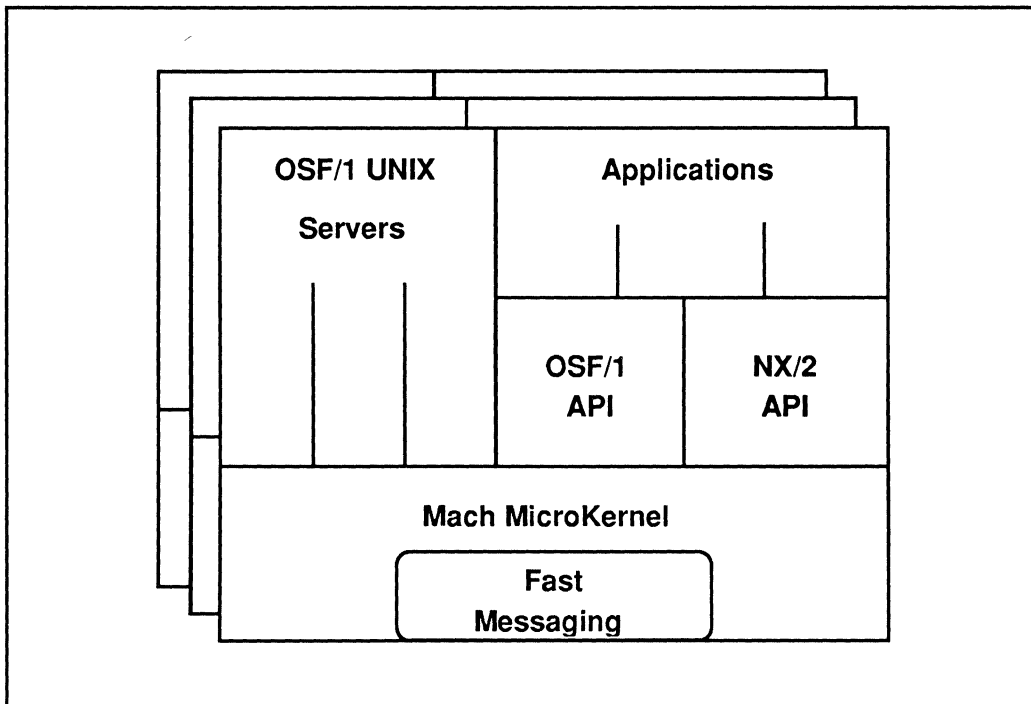 OSF/1 UNIX
Servers
Applications
OSF/1
API
NX/2
API
Mach MicroKernel
Fast
Messaging